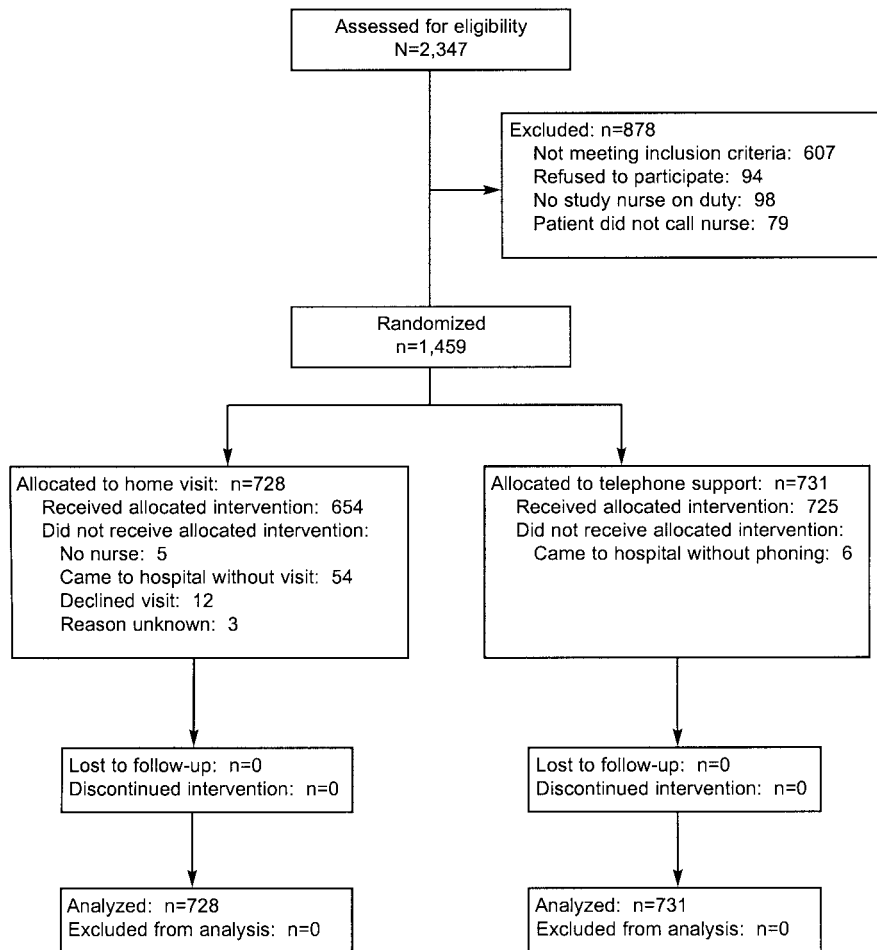 Assessed for eligibility
N=2,347
Excluded: n=878
Not meeting inclusion criteria: 607
Refused to participate: 94
No study nurse on duty: 98
Patient did not call nurse: 79
Randomized
n=1,459
Allocated to home visit: n=728
Received allocated intervention: 654
Did not receive allocated intervention:
No nurse: 5
Came to hospital without visit: 54
Declined visit: 12
Reason unknown: 3
Allocated to telephone support: n=731
Received allocated intervention: 725
Did not receive allocated intervention:
Came to hospital without phoning: 6
Lost to follow-up: n=0
Discontinued intervention: n=0
Lost to follow-up: n=0
Discontinued intervention: n=0
Analyzed: n=728
Excluded from analysis: n=0
Analyzed: n=731
Excluded from analysis: n=0